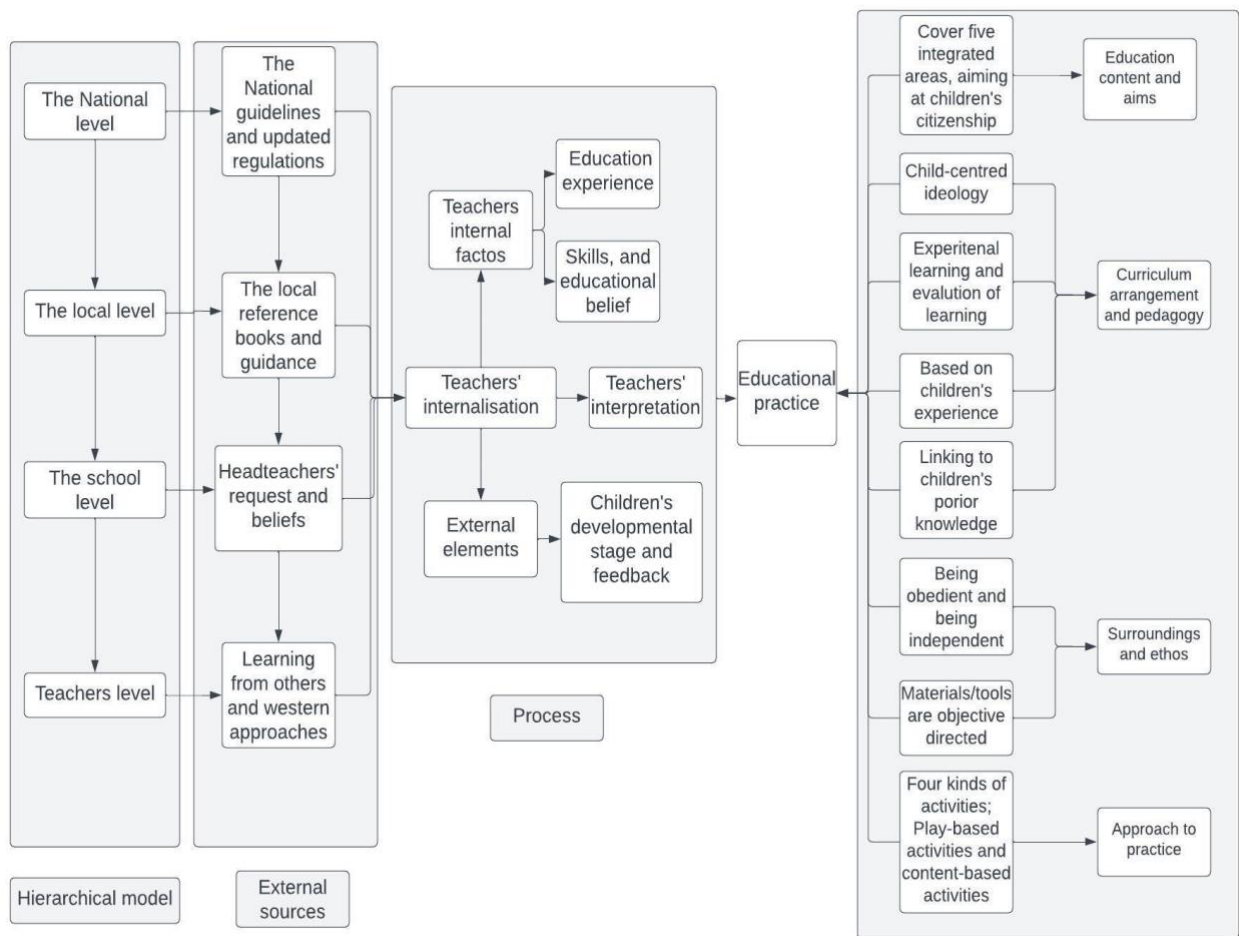 The National
level
The local level
The school
level
Teachers level
Hierarchical model
The
National
guidelines
and updated
regulations
The local
reference
books and
guidance
Headteachers'
request and
beliefs
Learning
from others
and western
approaches
External
sources
Teachers
internal
factos
Education
experience
Skills, and
educational
belief
Teachers'
internalisation
Teachers'
interpretation
External
elements
Children's
developmental
stage and
feedback
Process
Educational
practice
Cover five
integrated
areas, aiming
at children's
citizenship
Education
content and
aims
Child-centred
ideology
Experitenal
learning and
evalution of
learning
Based on
children's
experience
Linking to
children's
porior
knowledge
Curriculum
arrangement
and pedagogy
Being
obedient and
being
independent
Materials/tools
are objective
directed
Surroundings
and ethos
Four kinds of
activities;
Play-based
activities and
content-based
activities
Approach to
practice